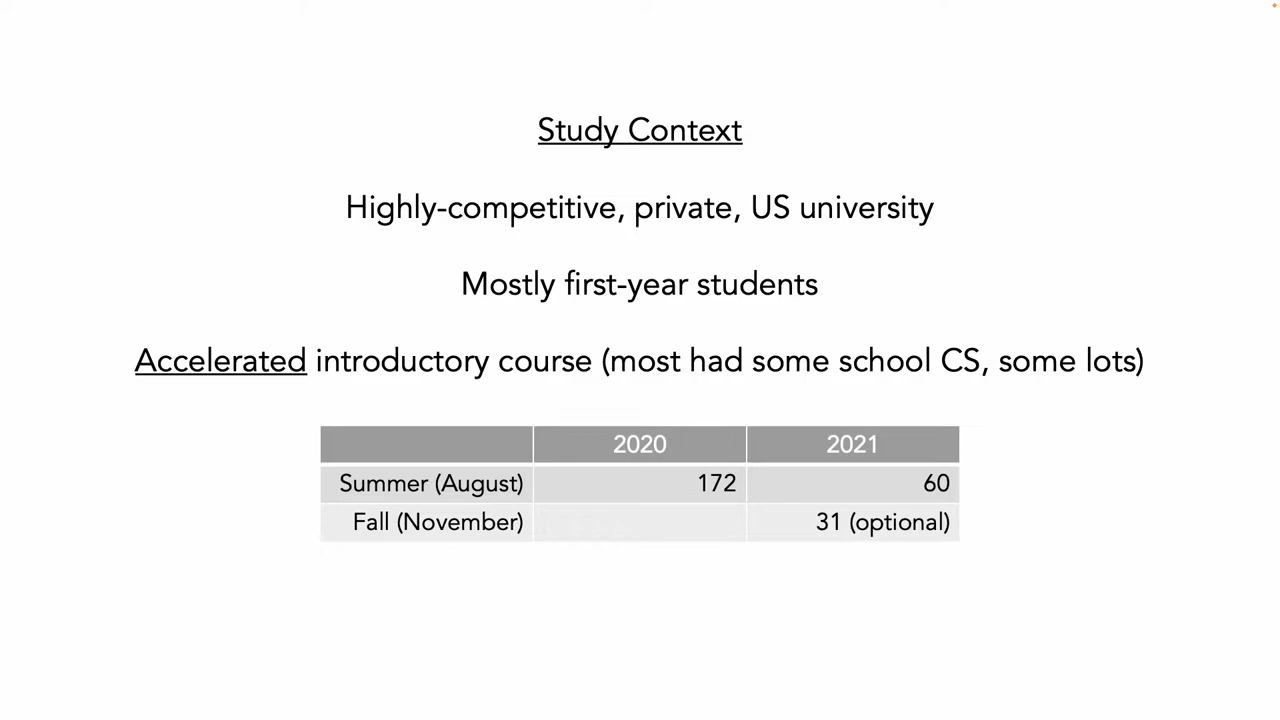 Study Context
Highly-competitive, private, US university
Mostly first-year students
Accelerated introductory course (most had some school CS, some lots)
2020 2021
Summer (August) 172 60
Fall (November) 31 (optional)